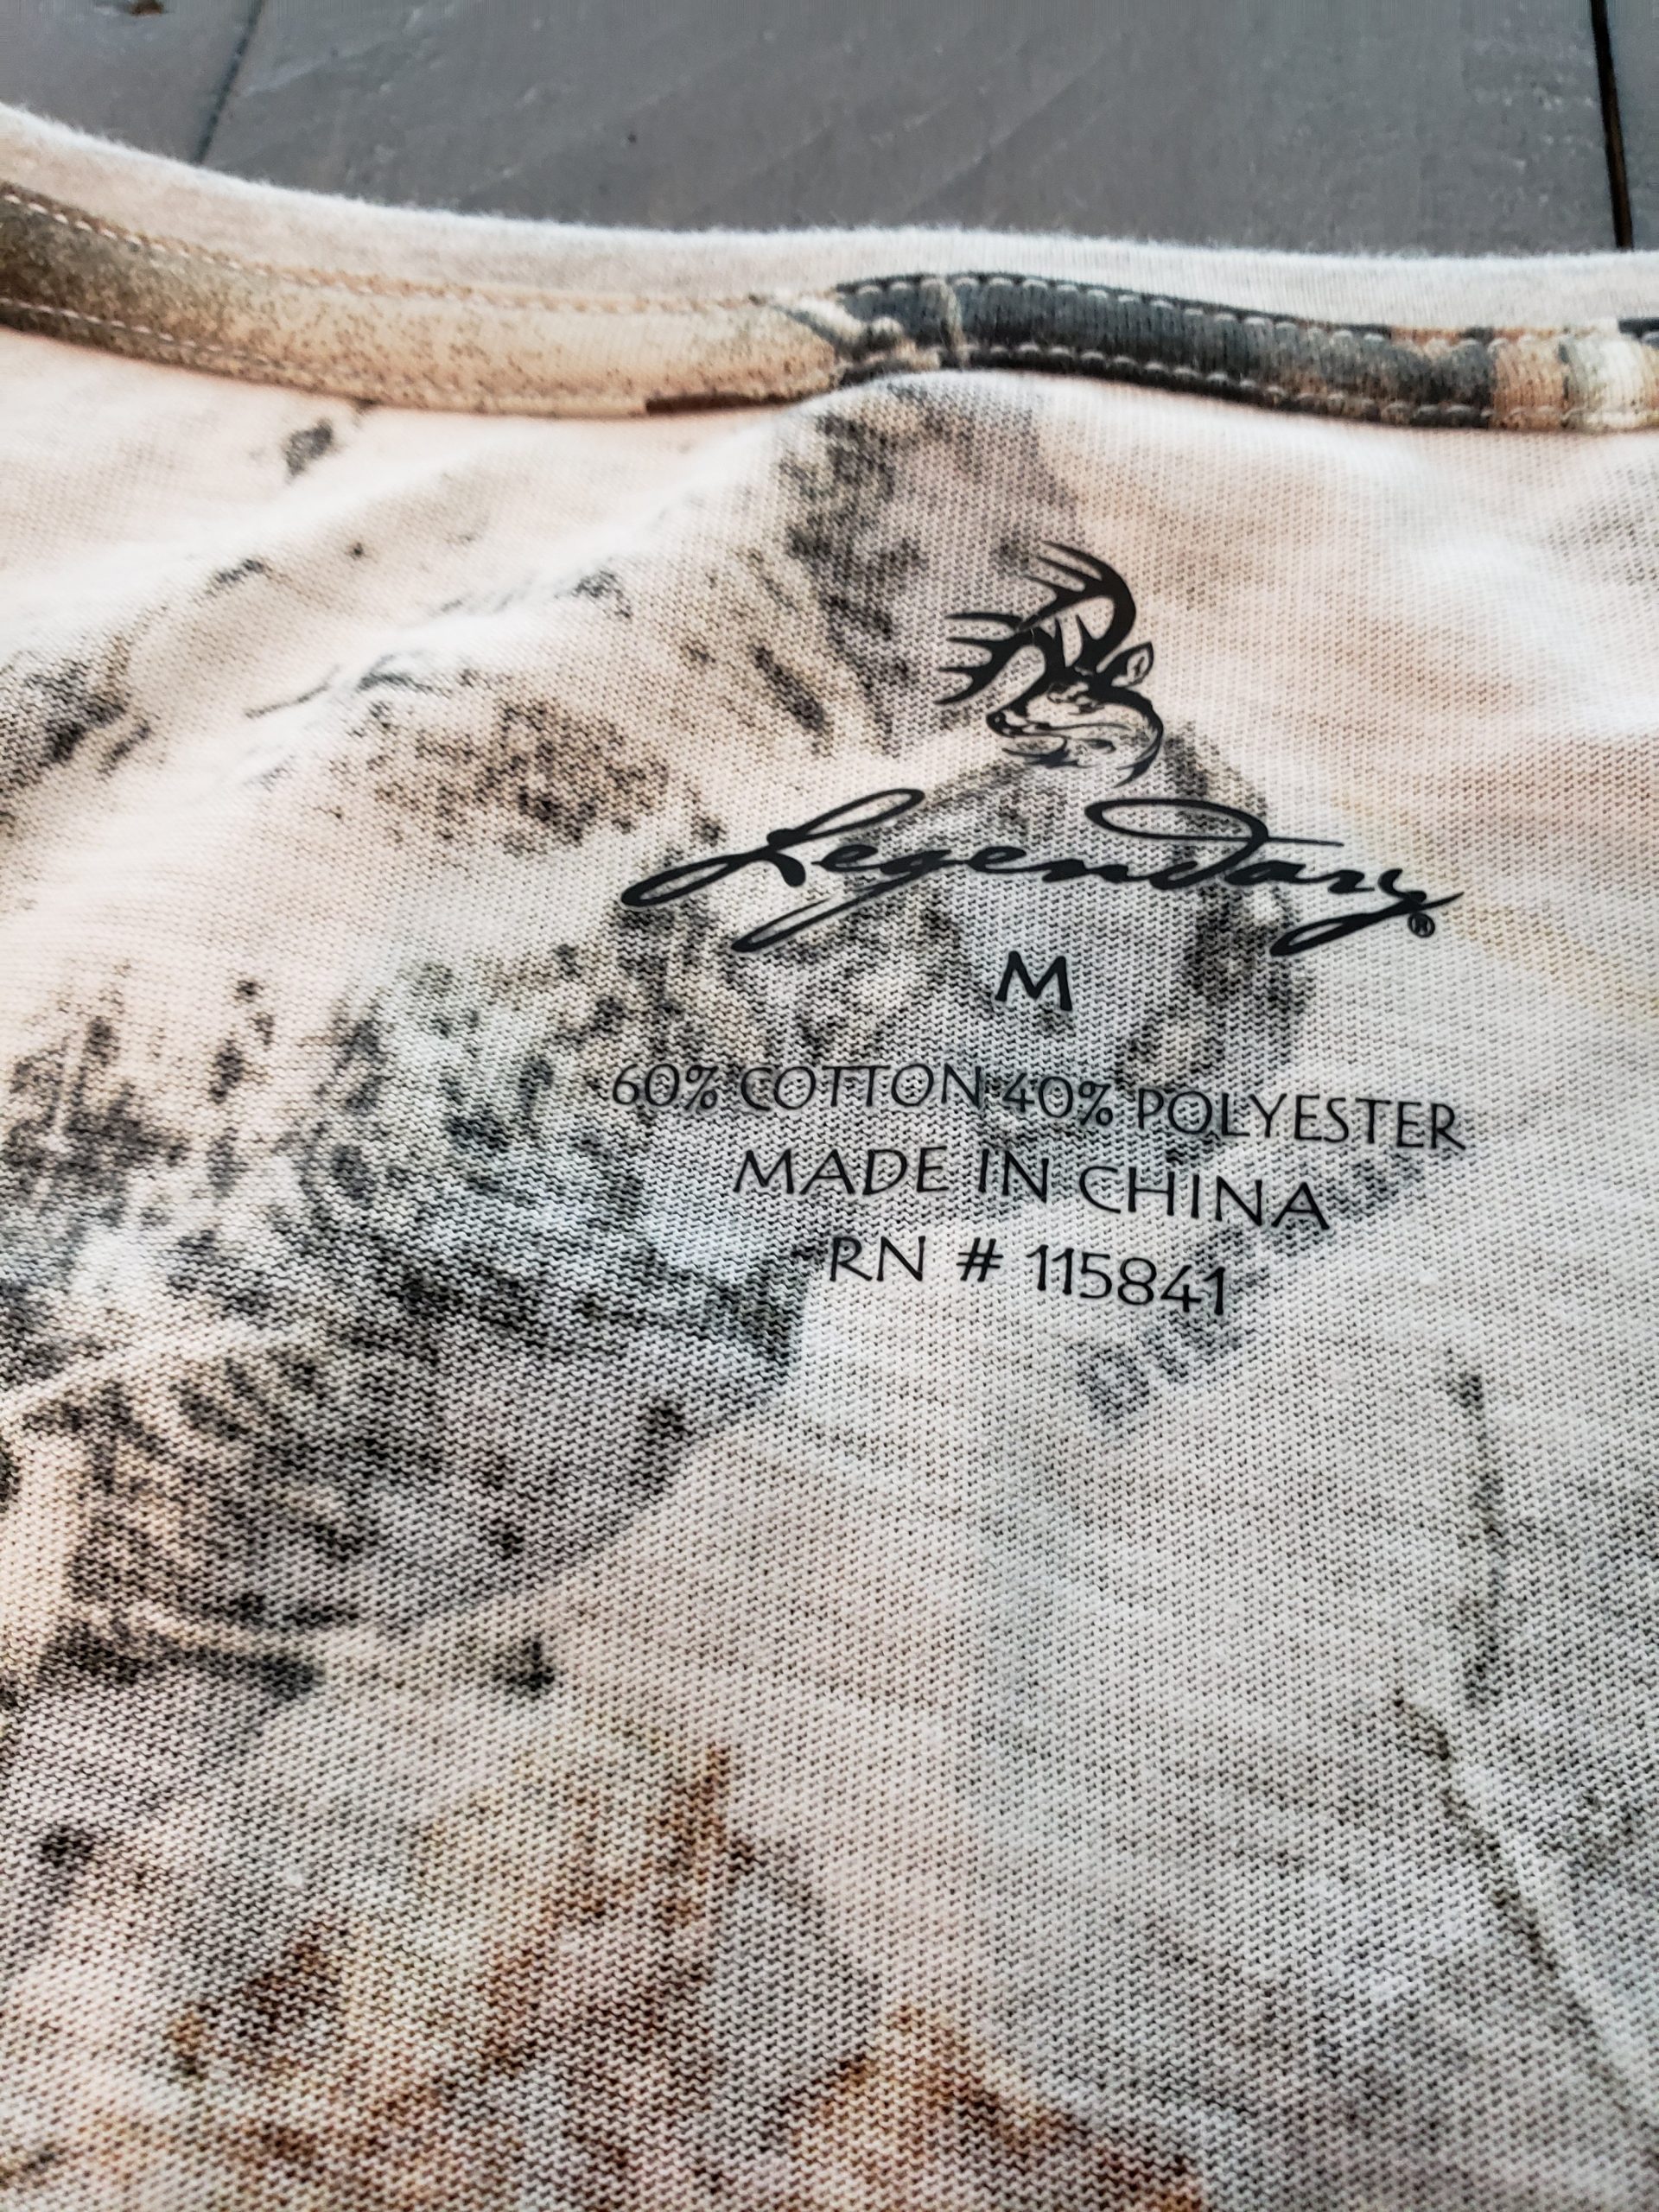 Legendary®
M
60% COTTON 40% POLYESTER
MADE IN CHINA
RN # 115841